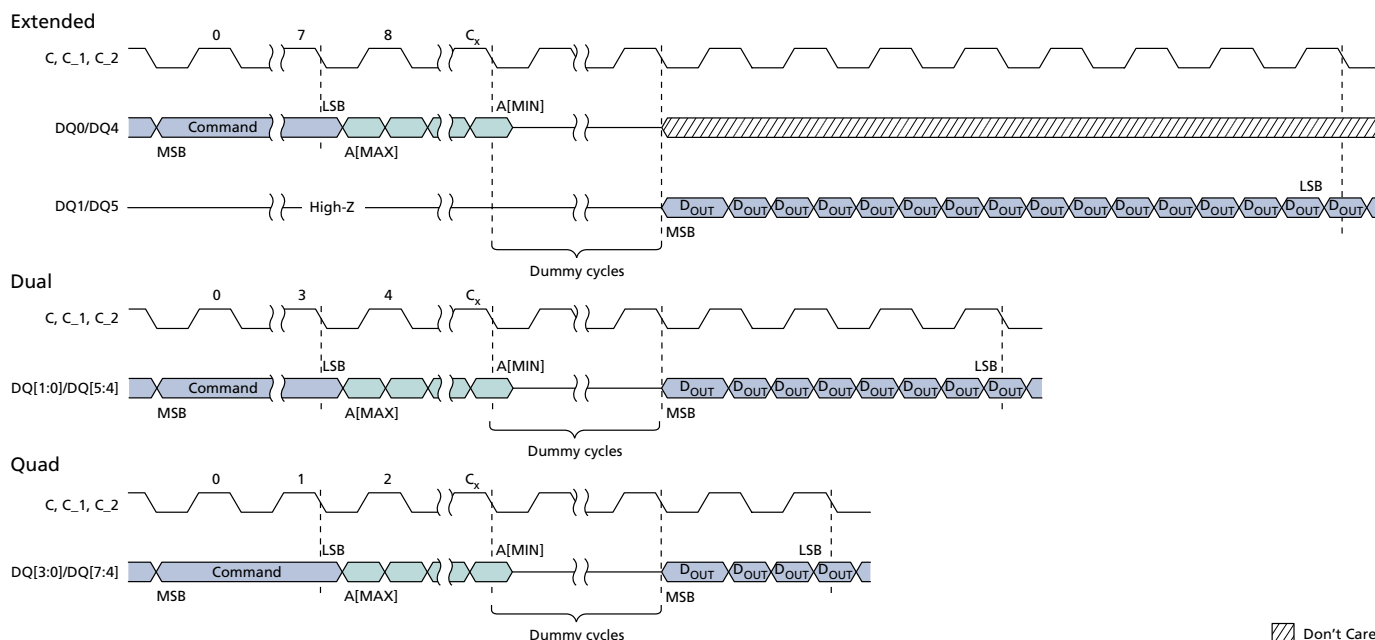 Extended
0 7 8 Cx
C, C_1, C_2
LSB A[MIN]
DQ0/DQ4 Command
MSB A[MAX]
LSB
DQ1/DQ5 High-Z DOUT DOUT DOUT DOUT DOUT DOUT DOUT DOUT DOUT DOUT DOUT DOUT DOUT DOUT DOUT DOUT
MSB
Dummy cycles
Dual
0 3 4 Cx
C, C_1, C_2
LSB A[MIN] LSB
DQ[1:0]/DQ[5:4] Command DOUT DOUT DOUT DOUT DOUT DOUT DOUT DOUT
MSB A[MAX] MSB
Dummy cycles
Quad
0 1 2 Cx
C, C_1, C_2
LSB A[MIN] LSB
DQ[3:0]/DQ[7:4] Command DOUT DOUT DOUT DOUT
MSB A[MAX] MSB
Dummy cycles
Don't Care